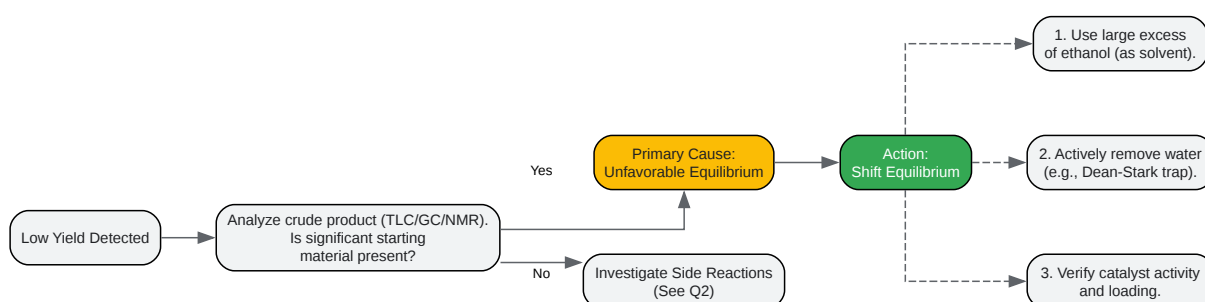 Low Yield Detected
Analyze crude product (TLC/GC/NMR).
Is significant starting
material present?
Yes
No
Primary Cause:
Unfavorable Equilibrium
Investigate Side Reactions
(See Q2)
Action:
Shift Equilibrium
1. Use large excess
of ethanol (as solvent).
2. Actively remove water
(e.g., Dean-Stark trap).
3. Verify catalyst activity
and loading.